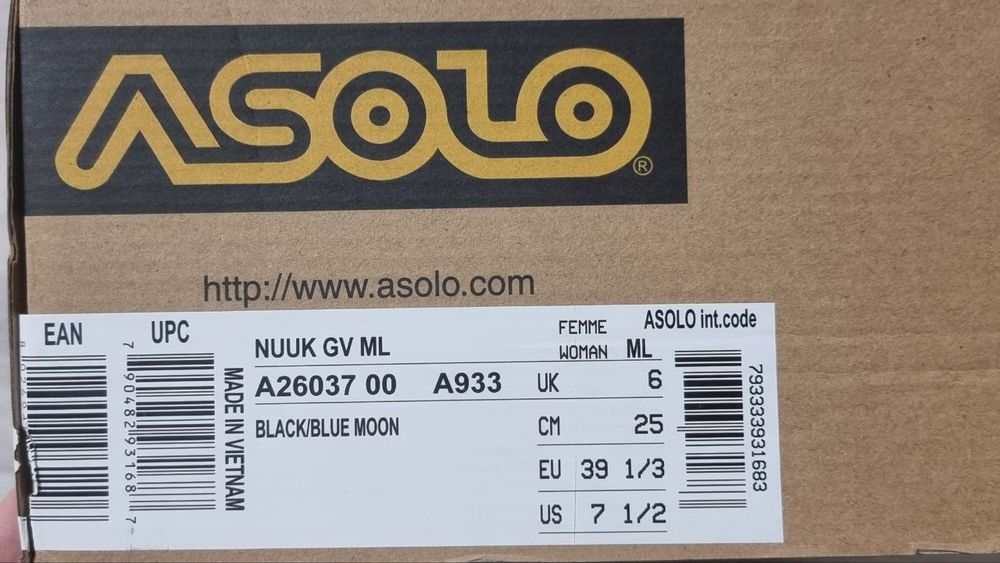 ASOLO®
http://www.asolo.com
EAN
UPC
7 90482 93168 7
MADE IN VIETNAM
NUUK GV ML
A26037 00 A933
BLACK/BLUE MOON
FEMME
WOMAN ML
UK 6
CM 25
EU 39 1/3
US 7 1/2
ASOLO int.code
793333931683